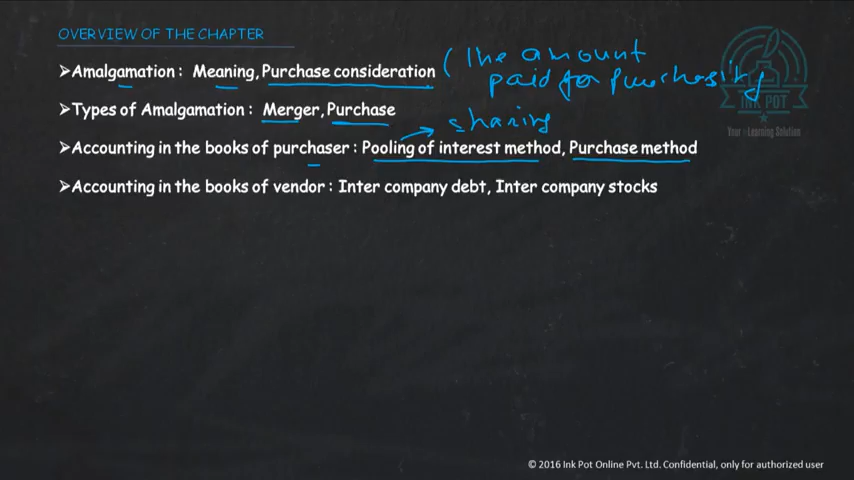 OVERVIEW OF THE CHAPTER
(The amount
➤Amalgamation : Meaning, Purchase consideration
paid for purchasing
INK POT
➤Types of Amalgamation : Merger, Purchase
sharing
Your e-Learning Solution
➤Accounting in the books of purchaser : Pooling of interest method, Purchase method
➤Accounting in the books of vendor : Inter company debt, Inter company stocks
© 2016 Ink Pot Online Pvt. Ltd. Confidential, only for authorized user